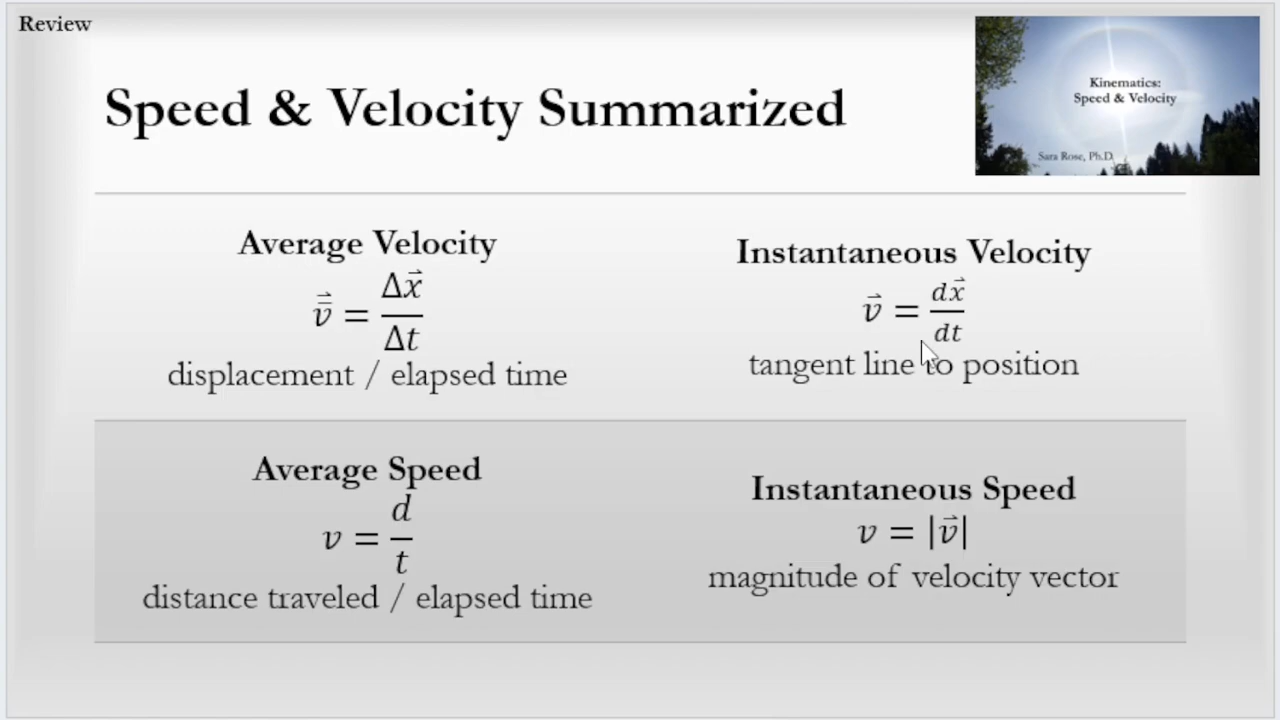 Review
Speed & Velocity Summarized
Kinematics:
Speed & Velocity
Sara Rose, Ph.D.
Average Velocity
v̄⃗ = Δx⃗ / Δt
displacement / elapsed time
Instantaneous Velocity
v⃗ = dx⃗ / dt
tangent line to position
Average Speed
v = d / t
distance traveled / elapsed time
Instantaneous Speed
v = |v⃗|
magnitude of velocity vector